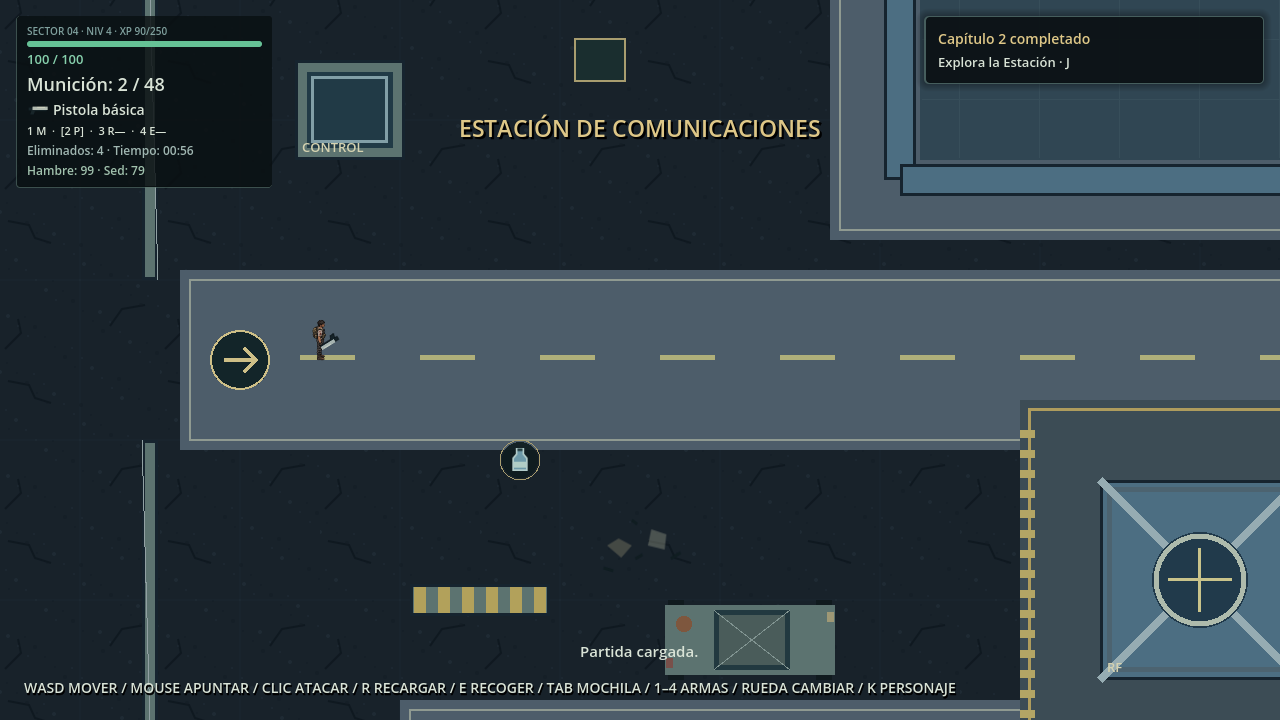 SECTOR 04 · NIV 4 · XP 90/250
100 / 100
Munición: 2 / 48
Pistola básica
1 M · [2 P] · 3 R— · 4 E—
Eliminados: 4 · Tiempo: 00:56
Hambre: 99 · Sed: 79
Capítulo 2 completado
Explora la Estación · J
ESTACIÓN DE COMUNICACIONES
CONTROL
Partida cargada.
RF
WASD MOVER / MOUSE APUNTAR / CLIC ATACAR / R RECARGAR / E RECOGER / TAB MOCHILA / 1–4 ARMAS / RUEDA CAMBIAR / K PERSONAJE